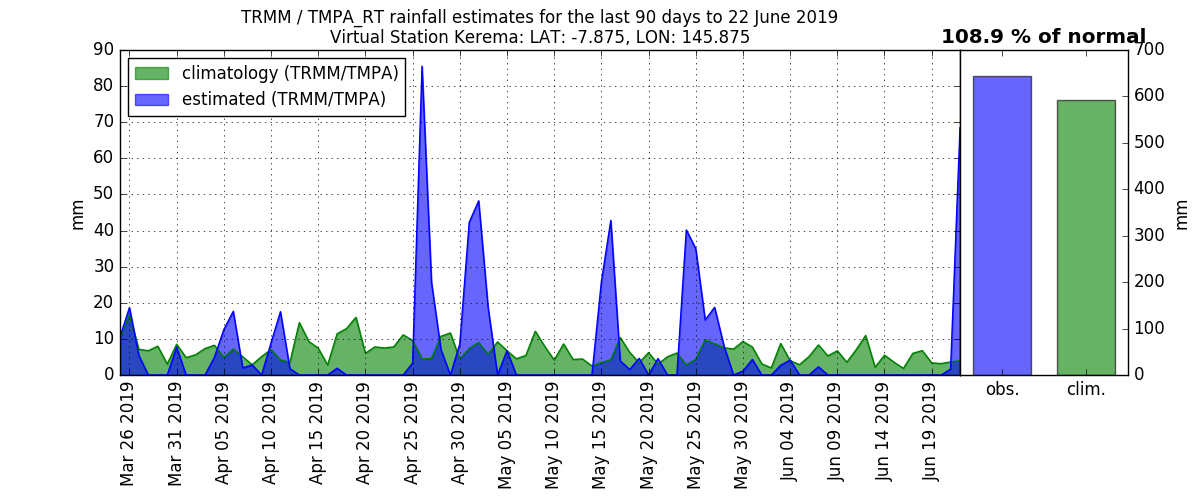 TRMM / TMPA_RT rainfall estimates for the last 90 days to 22 June 2019
Virtual Station Kerema: LAT: -7.875, LON: 145.875
108.9 % of normal
climatology (TRMM/TMPA)
estimated (TRMM/TMPA)
mm
90
80
70
60
50
40
30
20
10
0
Mar 26 2019
Mar 31 2019
Apr 05 2019
Apr 10 2019
Apr 15 2019
Apr 20 2019
Apr 25 2019
Apr 30 2019
May 05 2019
May 10 2019
May 15 2019
May 20 2019
May 25 2019
May 30 2019
Jun 04 2019
Jun 09 2019
Jun 14 2019
Jun 19 2019
obs.
clim.
700
600
500
400
300
200
100
0
mm